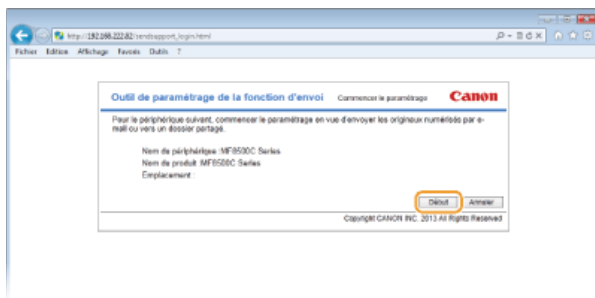 http://192.168.222.82/sendsupport_login.html
Fichier Edition Affichage Favoris Outils ?
Outil de paramétrage de la fonction d'envoi Commencer le paramétrage Canon
Pour le périphérique suivant, commencer le paramétrage en vue d'envoyer les originaux numérisés par e-
mail ou vers un dossier partagé.
Nom de périphérique :MF8500C Series
Nom de produit :MF8500C Series
Emplacement :
Début Annuler
Copyright CANON INC. 2013 All Rights Reserved